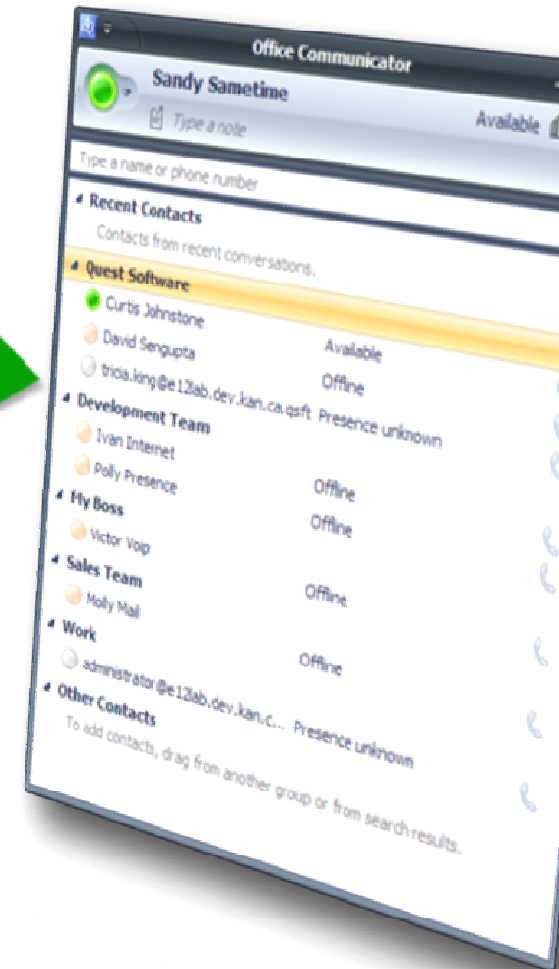 Office Communicator
Sandy Sametime
Available
Type a note
Type a name or phone number
Recent Contacts
Contacts from recent conversations.
Quest Software
Curtis Johnstone Available
David Sengupta Offline
tricia.king@e12lab.dev.kan.ca.qsft Presence unknown
Development Team
Ivan Internet Offline
Polly Presence Offline
My Boss
Victor Voip Offline
Sales Team
Molly Mail Offline
Work
administrator@e12lab.dev.kan.c... Presence unknown
Other Contacts
To add contacts, drag from another group or from search results.